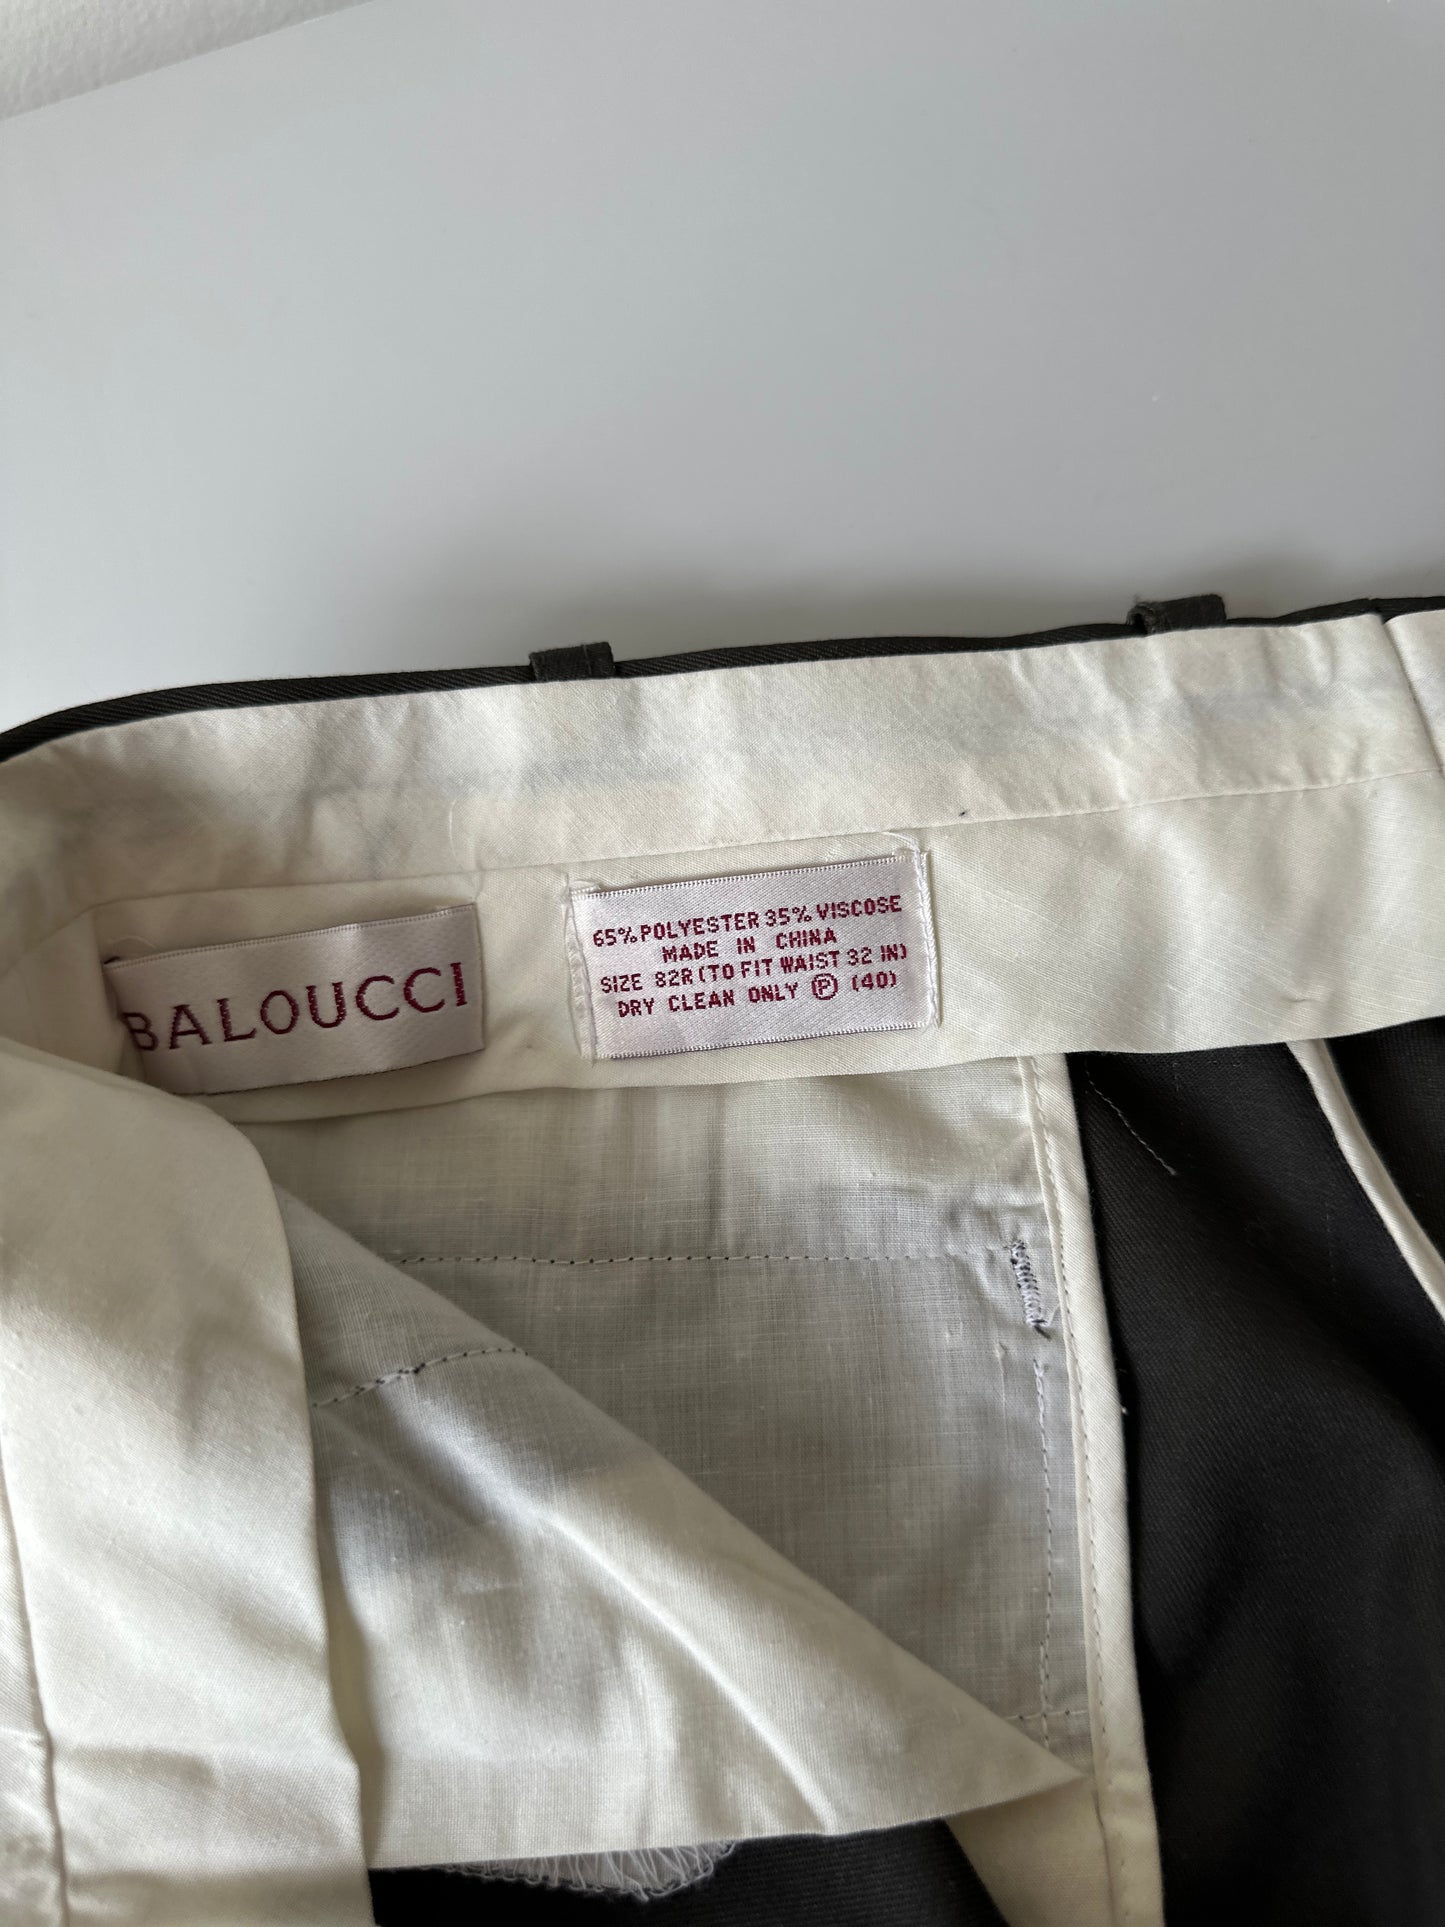 BALOUCCI
65% POLYESTER 35% VISCOSE
MADE IN CHINA
SIZE 82R (TO FIT WAIST 32 IN)
DRY CLEAN ONLY Ⓟ (40)